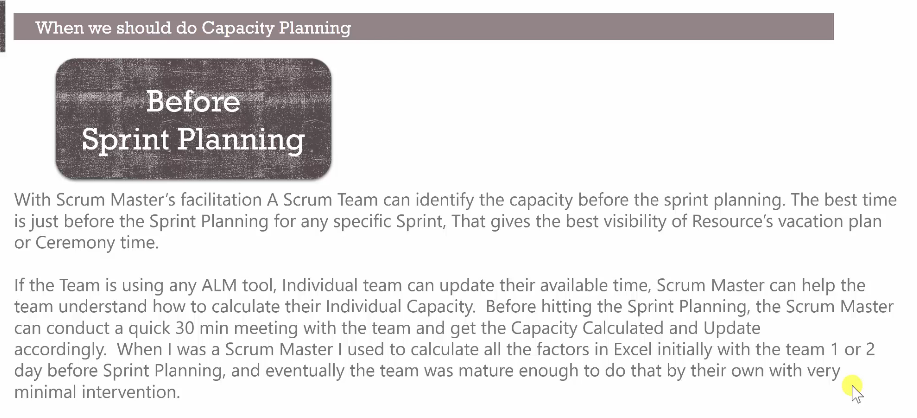 When we should do Capacity Planning
Before
Sprint Planning
With Scrum Master's facilitation A Scrum Team can identify the capacity before the sprint planning. The best time
is just before the Sprint Planning for any specific Sprint, That gives the best visibility of Resource's vacation plan
or Ceremony time.
If the Team is using any ALM tool, Individual team can update their available time, Scrum Master can help the
team understand how to calculate their Individual Capacity.  Before hitting the Sprint Planning, the Scrum Master
can conduct a quick 30 min meeting with the team and get the Capacity Calculated and Update
accordingly.  When I was a Scrum Master I used to calculate all the factors in Excel initially with the team 1 or 2
day before Sprint Planning, and eventually the team was mature enough to do that by their own with very
minimal intervention.